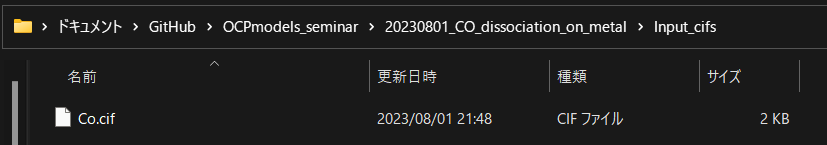 ドキュメント > GitHub > OCPmodels_seminar > 20230801_CO_dissociation_on_metal > Input_cifs
名前 更新日時 種類 サイズ
Co.cif 2023/08/01 21:48 CIF ファイル 2 KB